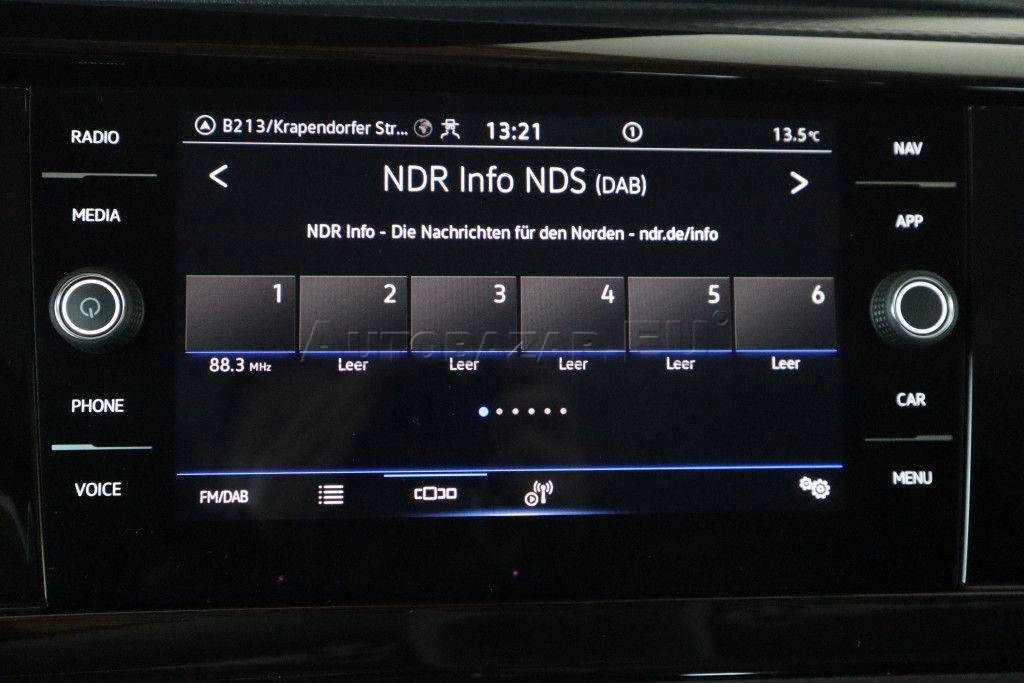 RADIO
MEDIA
PHONE
VOICE
B213/Krapendorfer Str... 13:21 1 13.5°C
< NDR Info NDS (DAB) >
NDR Info - Die Nachrichten für den Norden - ndr.de/info
1 2 3 4 5 6
AUTOBAZAR.EU®
88.3 MHz Leer Leer Leer Leer Leer
FM/DAB
NAV
APP
CAR
MENU